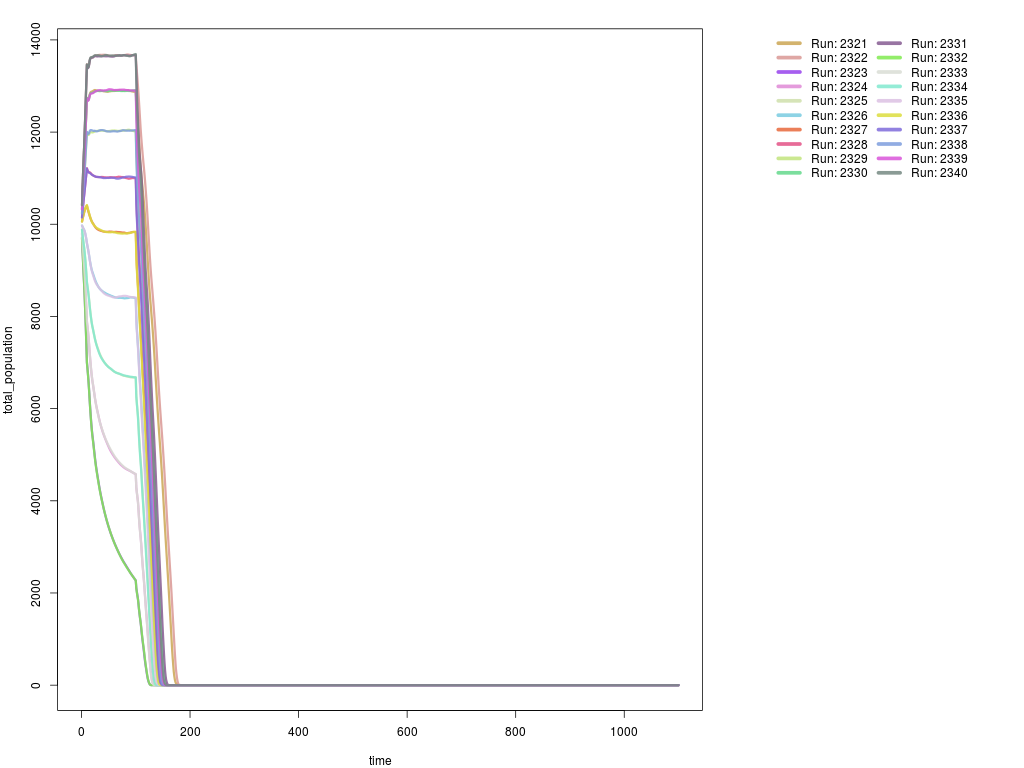 total_population
14000
12000
10000
8000
6000
4000
2000
0
0 200 400 600 800 1000
time
Run: 2321 Run: 2331
Run: 2322 Run: 2332
Run: 2323 Run: 2333
Run: 2324 Run: 2334
Run: 2325 Run: 2335
Run: 2326 Run: 2336
Run: 2327 Run: 2337
Run: 2328 Run: 2338
Run: 2329 Run: 2339
Run: 2330 Run: 2340